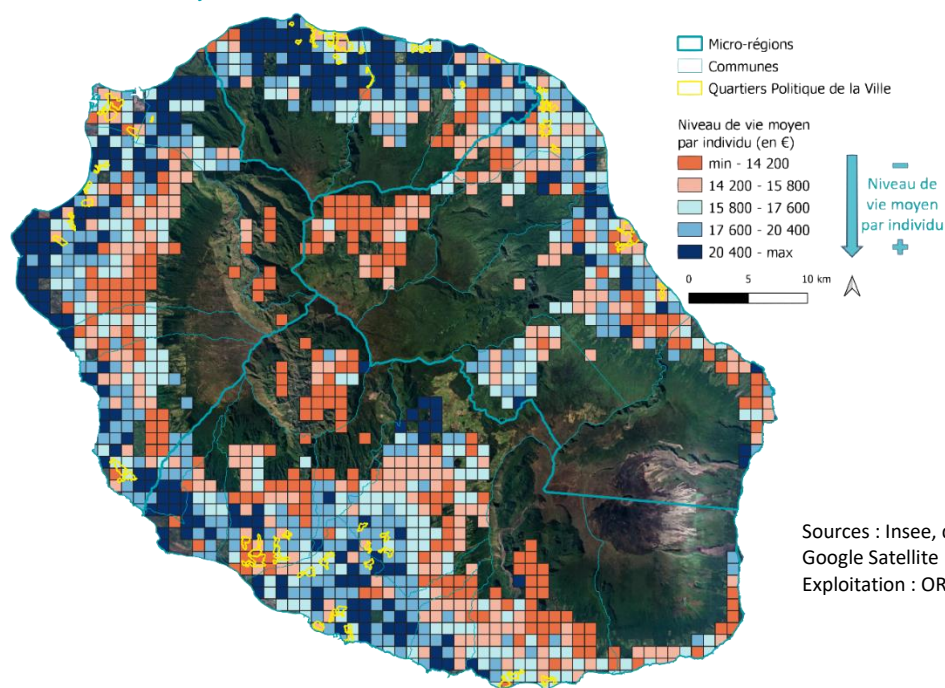 Micro-régions
Communes
Quartiers Politique de la Ville
Niveau de vie moyen
par individu (en €)
min - 14 200
14 200 - 15 800
15 800 - 17 600
17 600 - 20 400
20 400 - max
Niveau de
vie moyen
par individu
0 5 10 km
Sources : Insee,
Google Satellite
Exploitation :